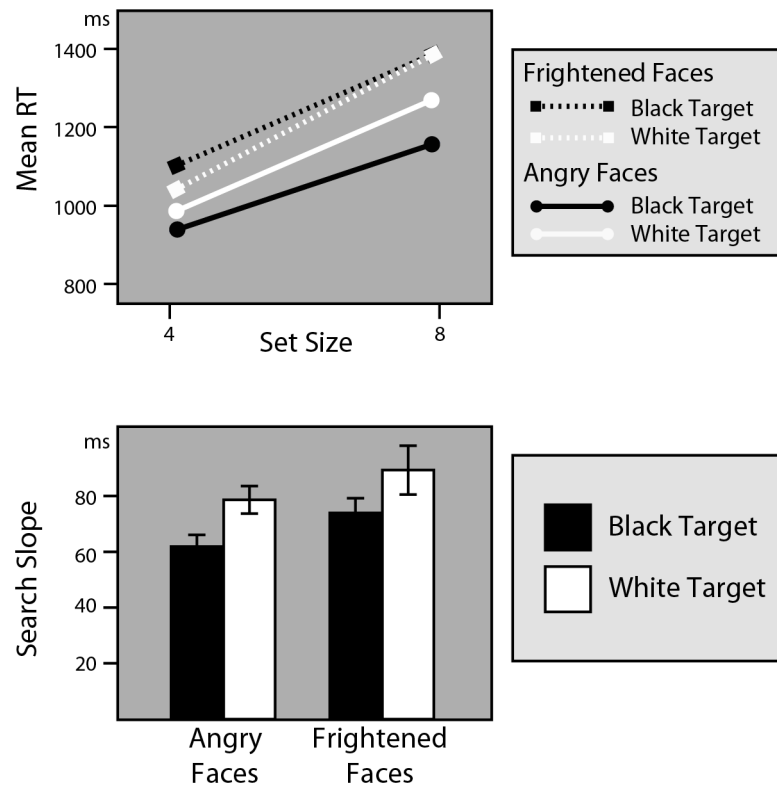 ms
1400
1200
1000
800
Mean RT
4
8
Set Size
Frightened Faces
Black Target
White Target
Angry Faces
Black Target
White Target
ms
80
60
40
20
Search Slope
Angry
Faces
Frightened
Faces
Black Target
White Target